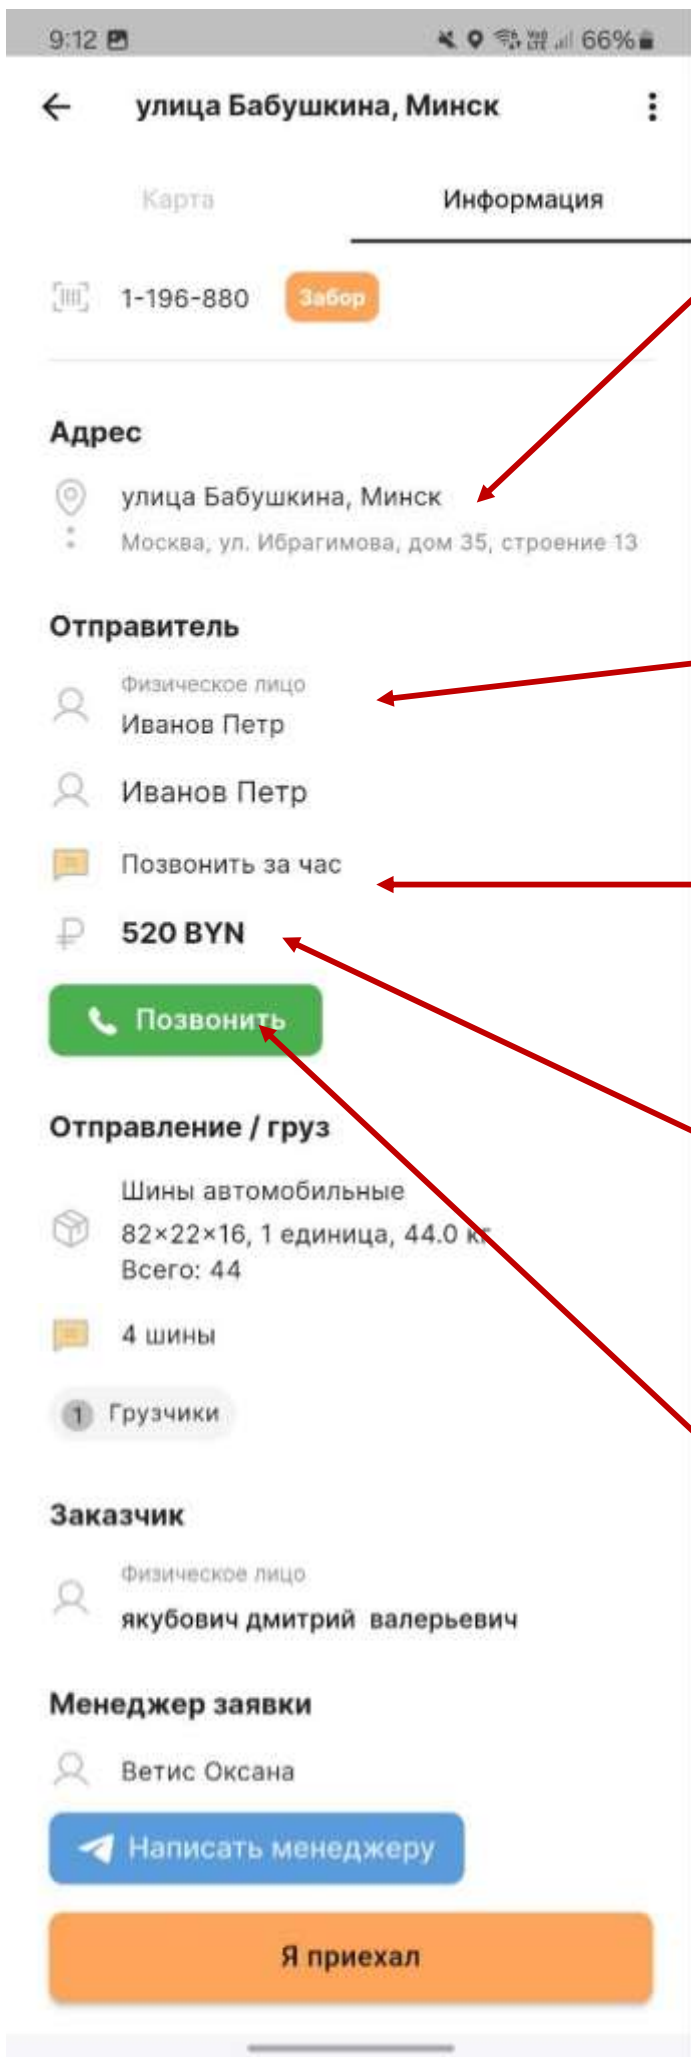 9:12
66%
улица Бабушкина, Минск
Карта
Информация
1-196-880
Забор
Адрес
улица Бабушкина, Минск
Москва, ул. Ибрагимова, дом 35, строение 13
Отправитель
Физическое лицо
Иванов Петр
Иванов Петр
Позвонить за час
520 BYN
Позвонить
Отправление / груз
Шины автомобильные
82×22×16, 1 единица, 44.0 кг
Всего: 44
4 шины
1 Грузчики
Заказчик
Физическое лицо
якубович дмитрий валерьевич
Менеджер заявки
Ветис Оксана
Написать менеджеру
Я приехал